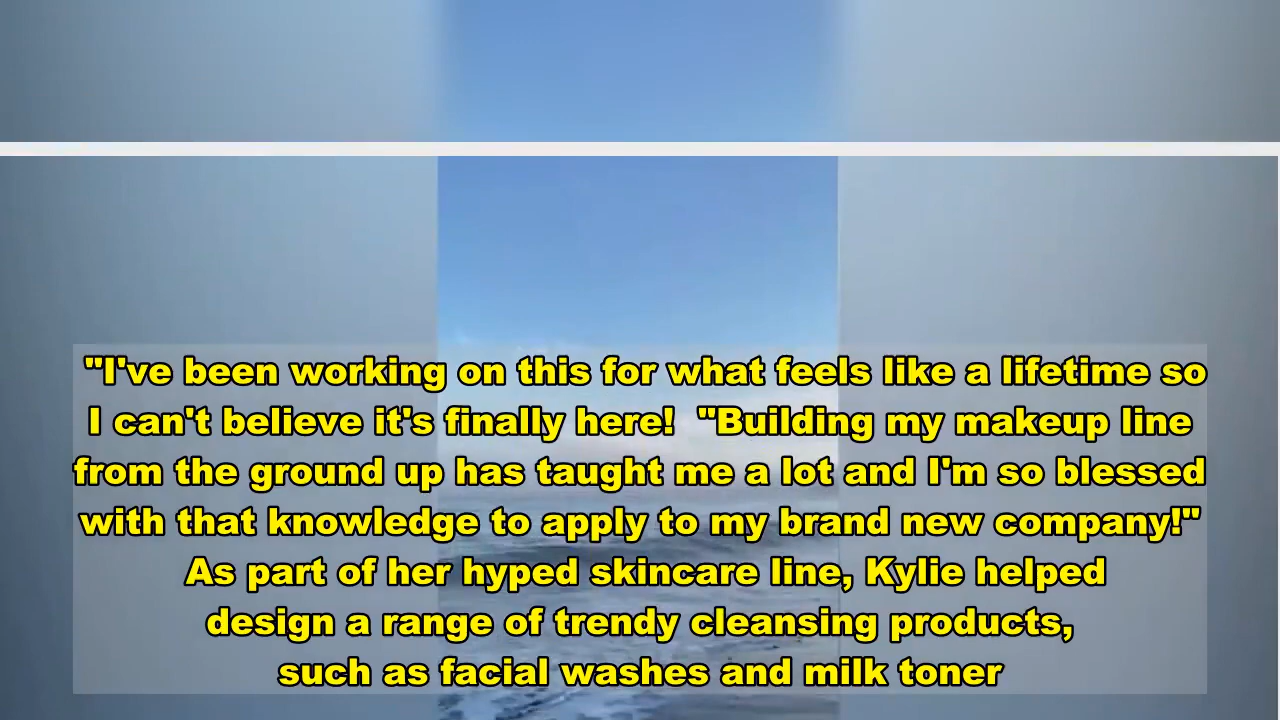 "I've been working on this for what feels like a lifetime so
I can't believe it's finally here!  "Building my makeup line
from the ground up has taught me a lot and I'm so blessed
with that knowledge to apply to my brand new company!"
As part of her hyped skincare line, Kylie helped
design a range of trendy cleansing products,
such as facial washes and milk toner